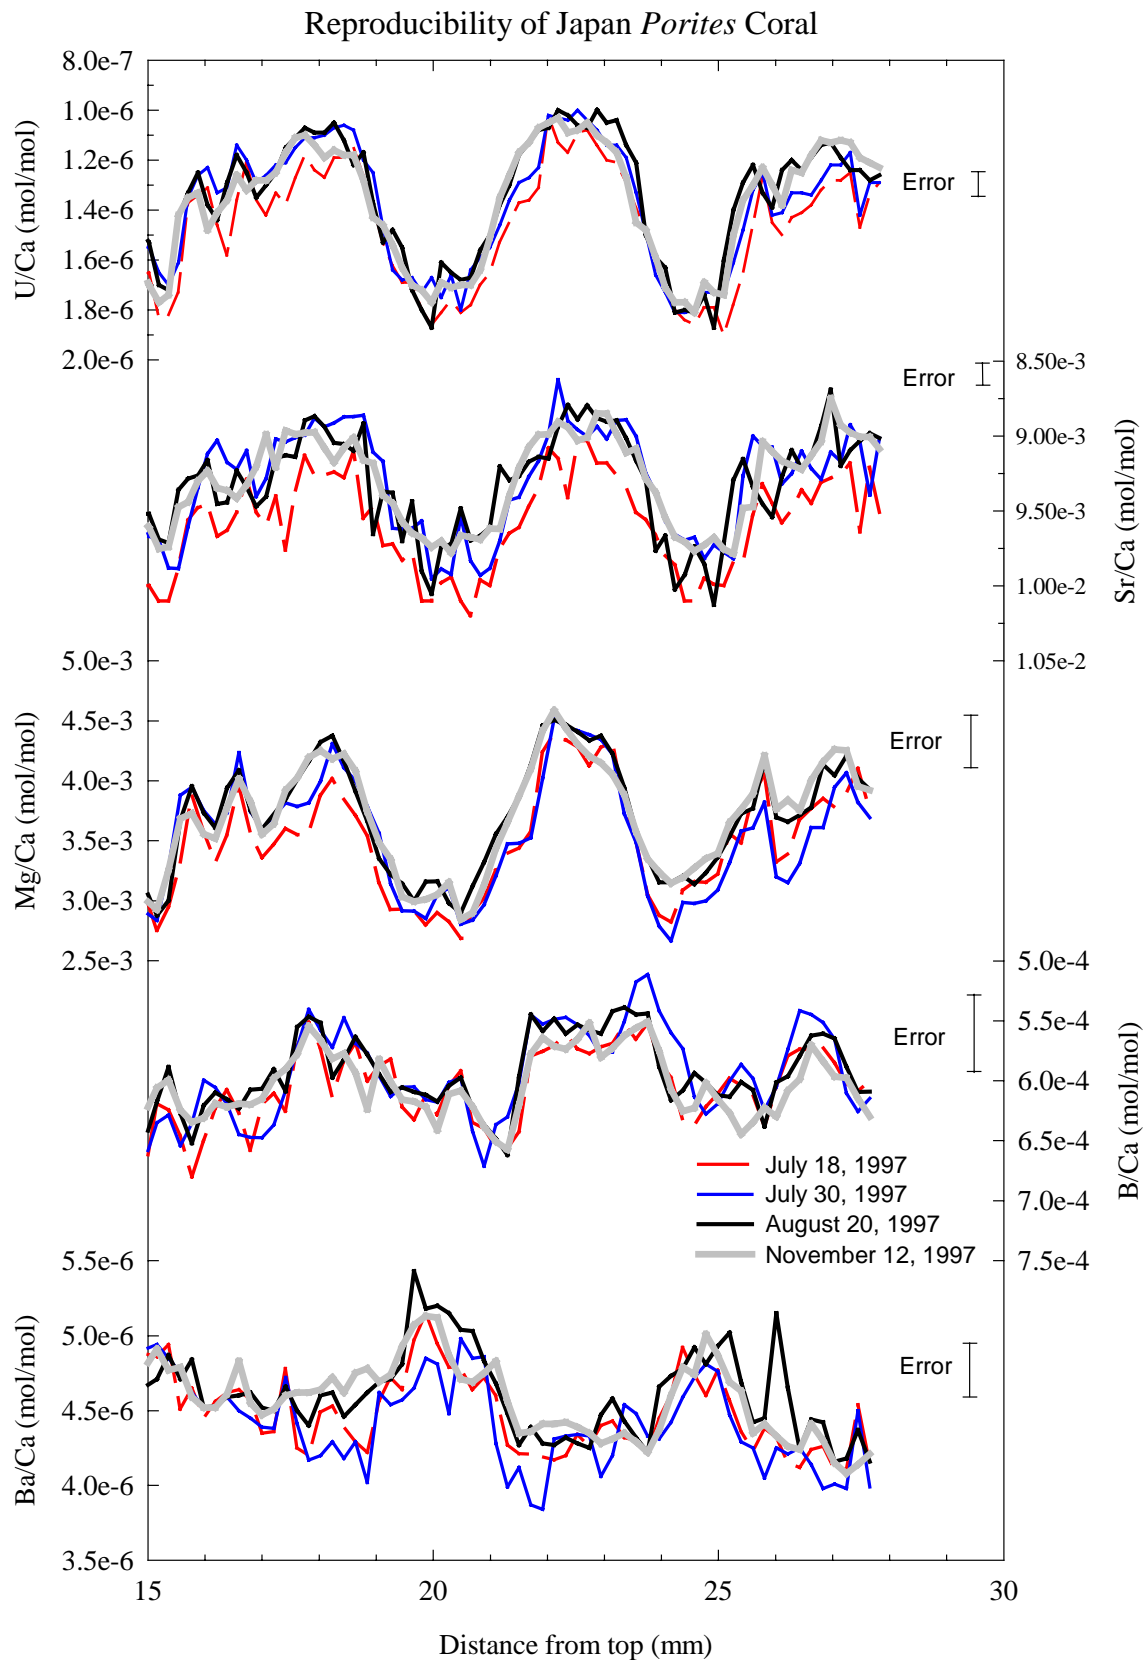 Reproducibility of Japan Porites Coral
8.0e-7
1.0e-6
1.2e-6
1.4e-6
1.6e-6
1.8e-6
2.0e-6
U/Ca (mol/mol)
Error
8.50e-3
9.00e-3
9.50e-3
1.00e-2
1.05e-2
Sr/Ca (mol/mol)
Error
5.0e-3
4.5e-3
4.0e-3
3.5e-3
3.0e-3
2.5e-3
Mg/Ca (mol/mol)
Error
5.0e-4
5.5e-4
6.0e-4
6.5e-4
7.0e-4
7.5e-4
B/Ca (mol/mol)
Error
July 18, 1997
July 30, 1997
August 20, 1997
November 12, 1997
5.5e-6
5.0e-6
4.5e-6
4.0e-6
3.5e-6
Ba/Ca (mol/mol)
Error
15 20 25 30
Distance from top (mm)